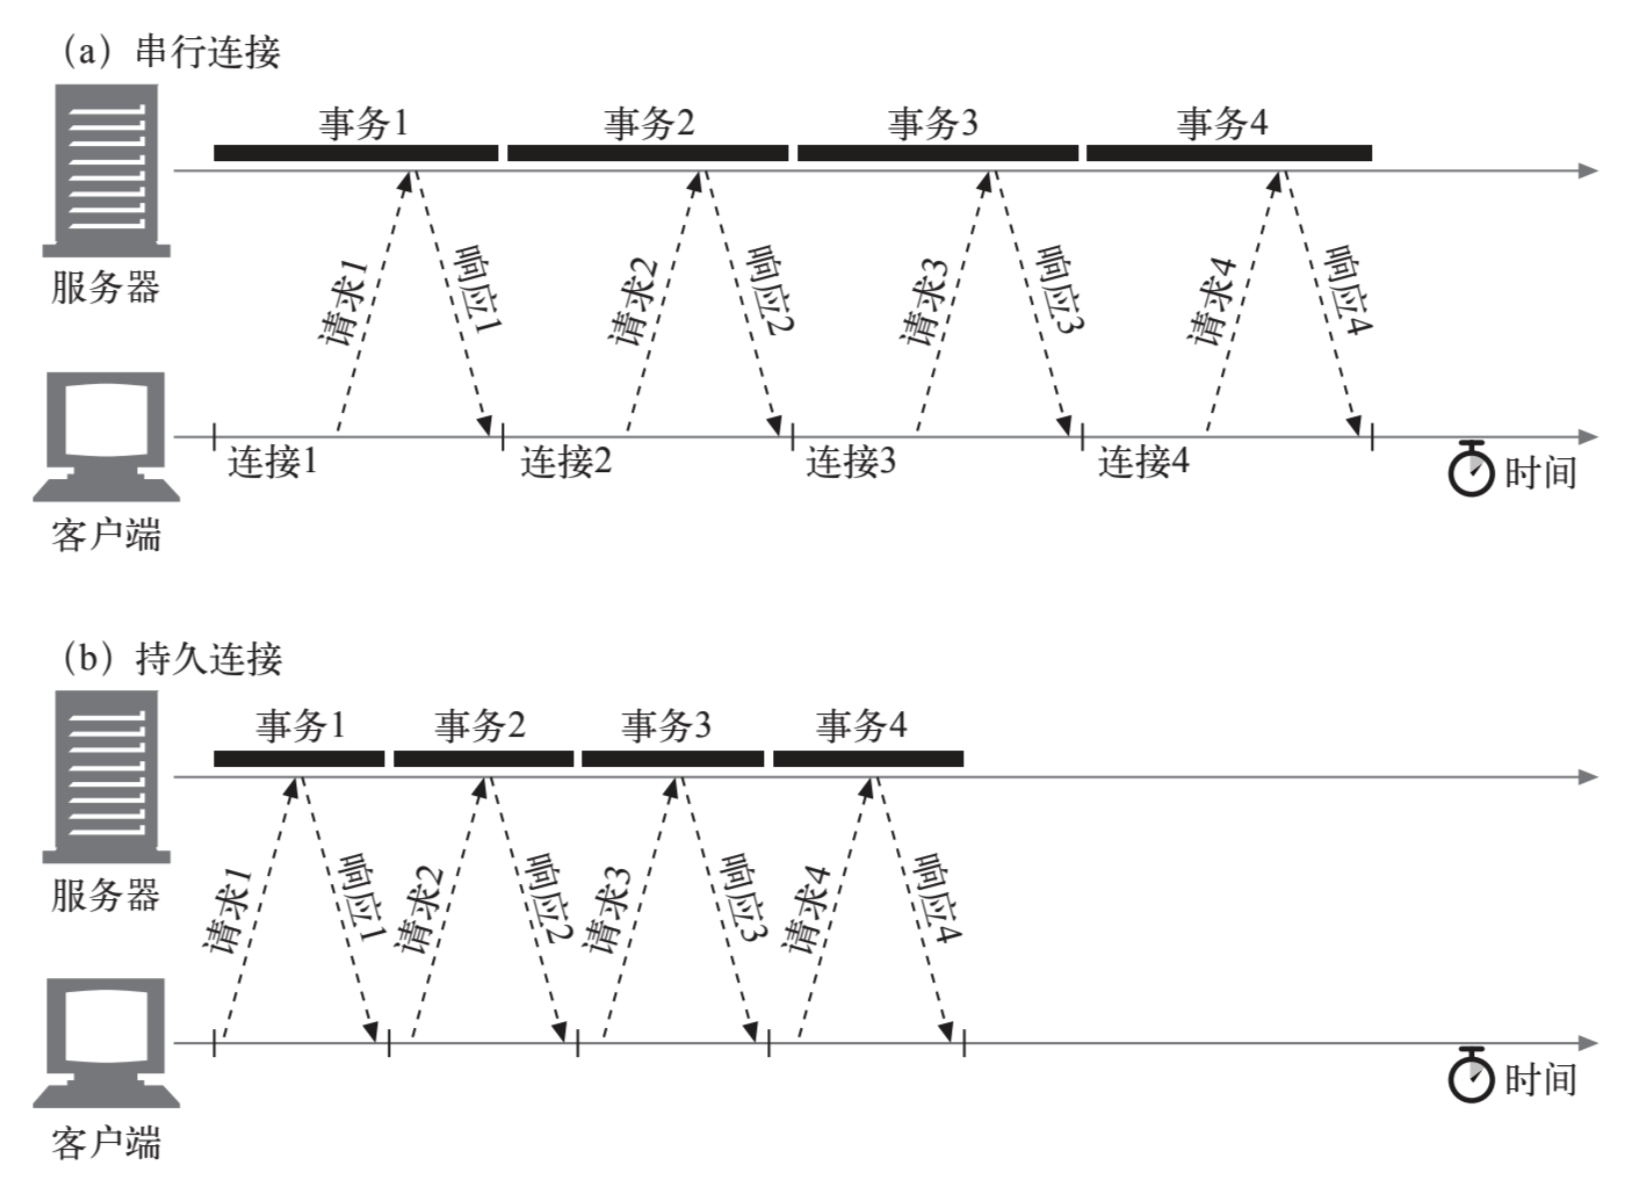 （a）串行连接
事务1 事务2 事务3 事务4
请求1 响应1 请求2 响应2 请求3 响应3 请求4 响应4
服务器
连接1 连接2 连接3 连接4
时间
客户端
（b）持久连接
事务1 事务2 事务3 事务4
请求1 响应1 请求2 响应2 请求3 响应3 请求4 响应4
服务器
时间
客户端